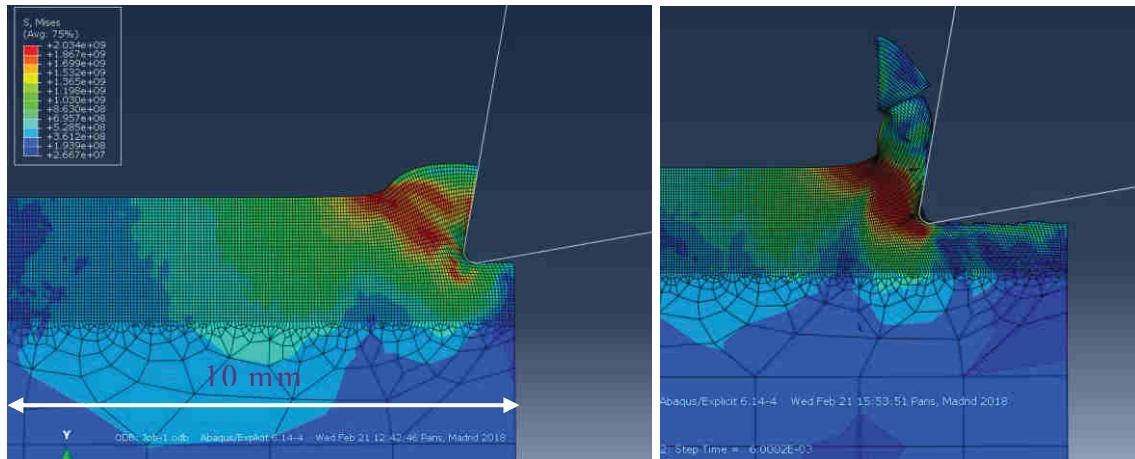 S, Mises
(Avg: 75%)
+2.034e+09
+1.867e+09
+1.699e+09
+1.532e+09
+1.365e+09
+1.198e+09
+1.030e+09
+8.630e+08
+6.957e+08
+5.285e+08
+3.612e+08
+1.939e+08
+2.667e+07
10 mm
Y
ODB: Job-1.odb Abaqus/Explicit 6.14-4 Wed Feb 21 12:42:46 Paris, Madrid 2018
Abaqus/Explicit 6.14-4 Wed Feb 21 15:53:51 Paris, Madrid 2018
2: Step Time = 6.0002E-03